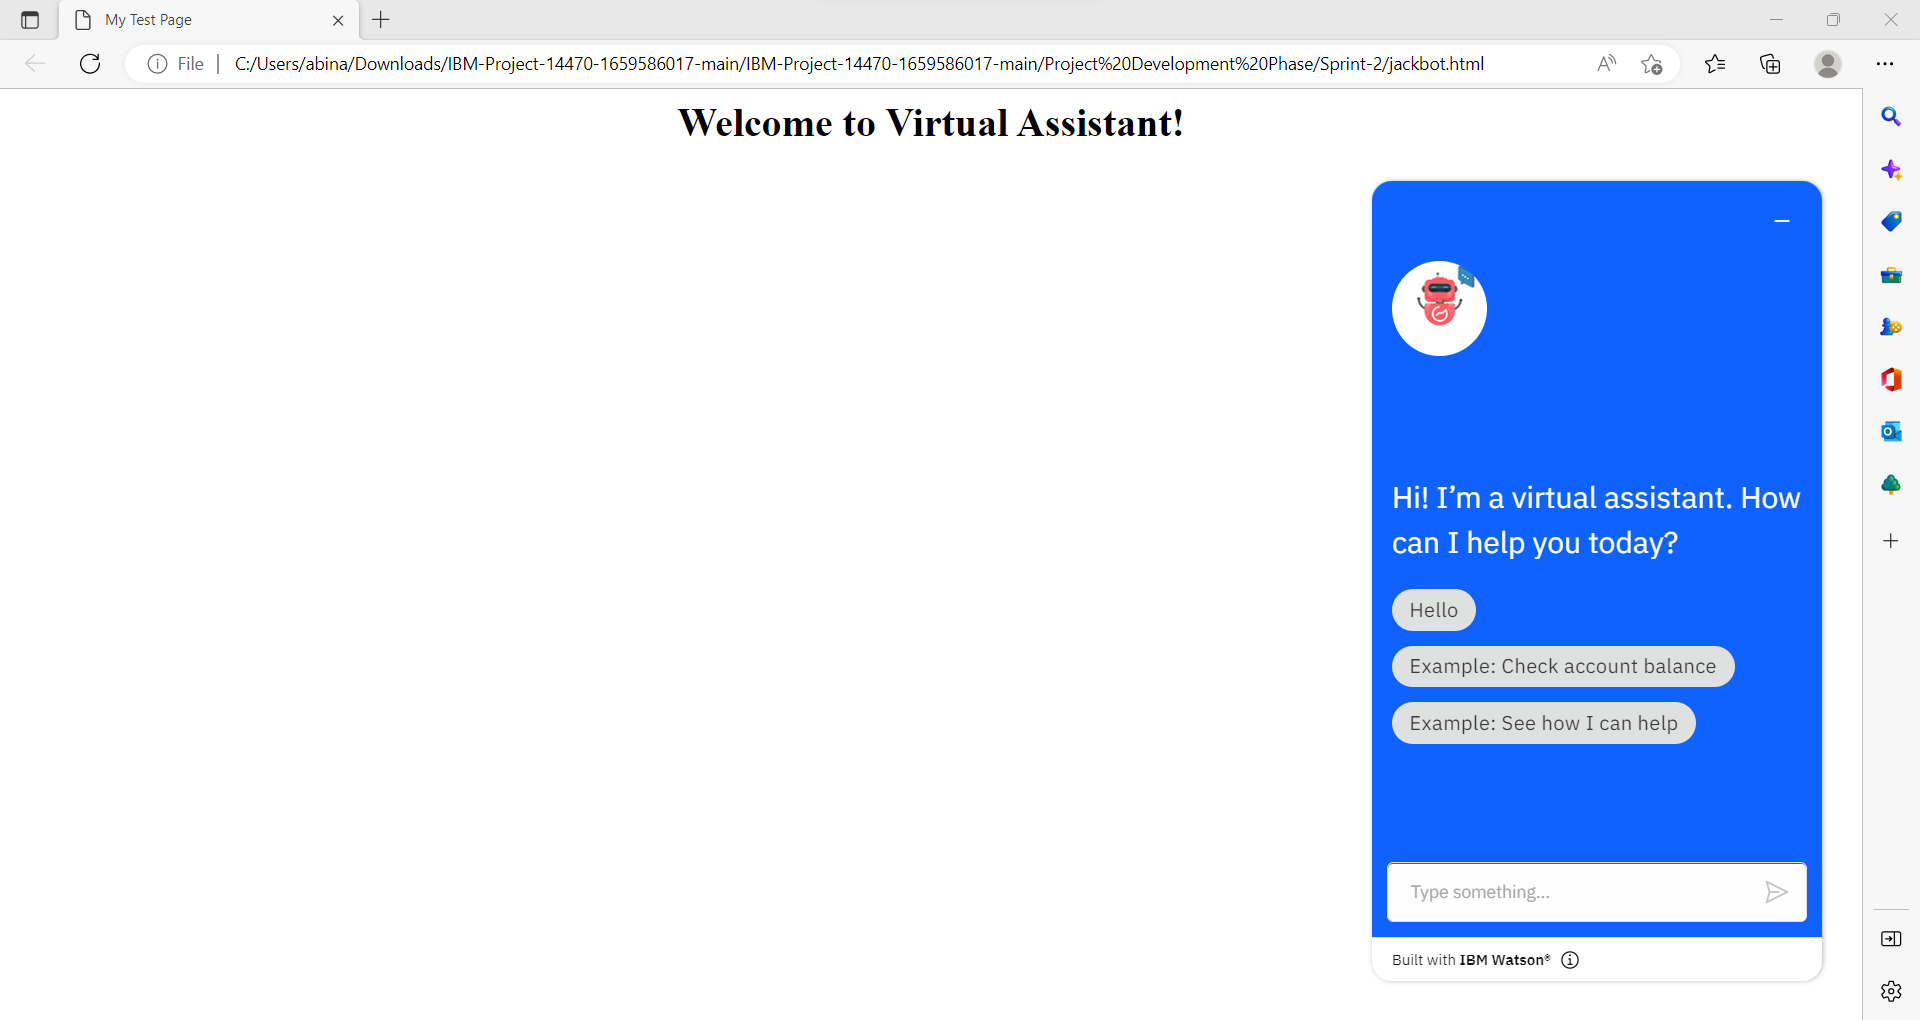 My Test Page
File
C:/Users/abina/Downloads/IBM-Project-14470-1659586017-main/IBM-Project-14470-1659586017-main/Project%20Development%20Phase/Sprint-2/jackbot.html
Welcome to Virtual Assistant!
Hi! I’m a virtual assistant. How
can I help you today?
Hello
Example: Check account balance
Example: See how I can help
Type something...
Built with IBM Watson®